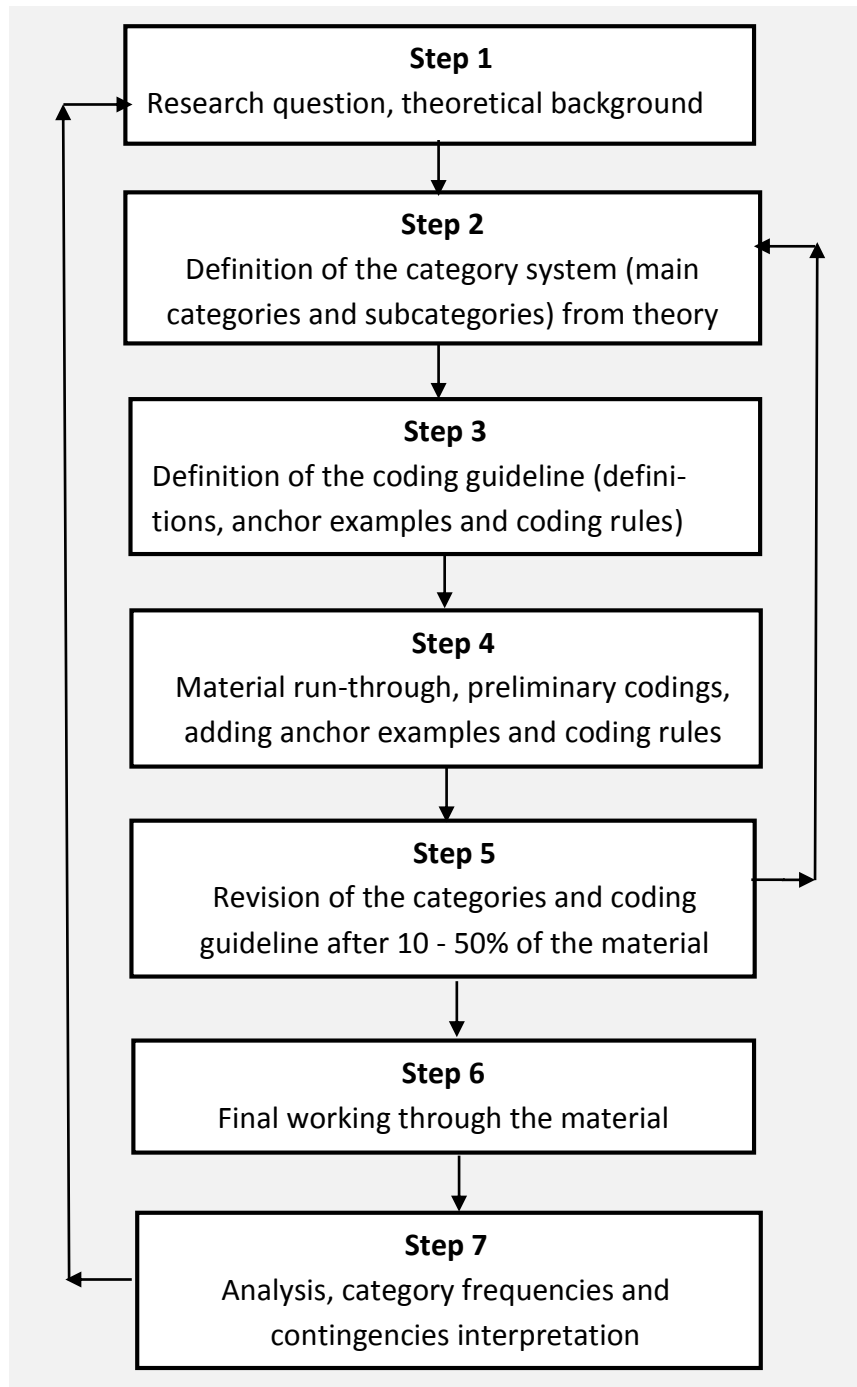 Step 1
Research question, theoretical background
Step 2
Definition of the category system (main
categories and subcategories) from theory
Step 3
Definition of the coding guideline (defini-
tions, anchor examples and coding rules)
Step 4
Material run-through, preliminary codings,
adding anchor examples and coding rules
Step 5
Revision of the categories and coding
guideline after 10 - 50% of the material
Step 6
Final working through the material
Step 7
Analysis, category frequencies and
contingencies interpretation